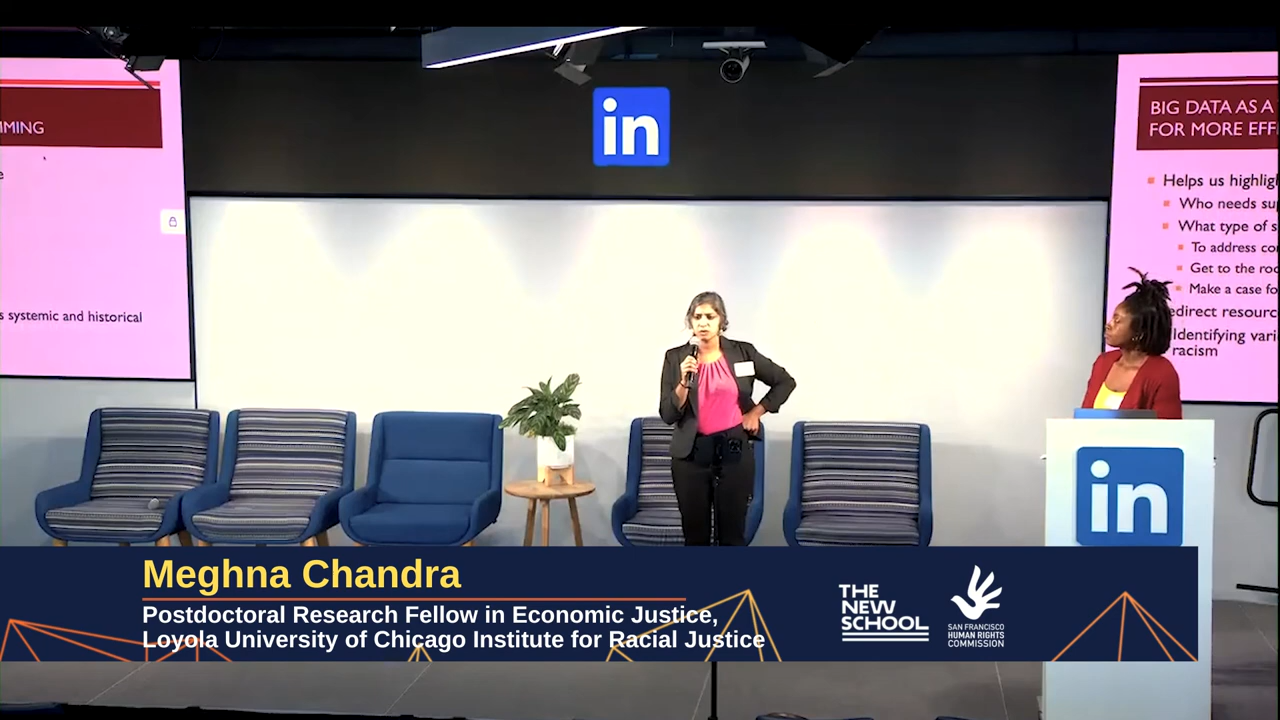 MING
s systemic and historical
in
BIG DATA AS A
FOR MORE EFF
Helps us highlig
Who needs su
What type of s
To address co
Get to the roo
Make a case fo
edirect resourc
Identifying vari
racism
in
Meghna Chandra
Postdoctoral Research Fellow in Economic Justice,
Loyola University of Chicago Institute for Racial Justice
THE
NEW
SCHOOL
SAN FRANCISCO
HUMAN RIGHTS
COMMISSION